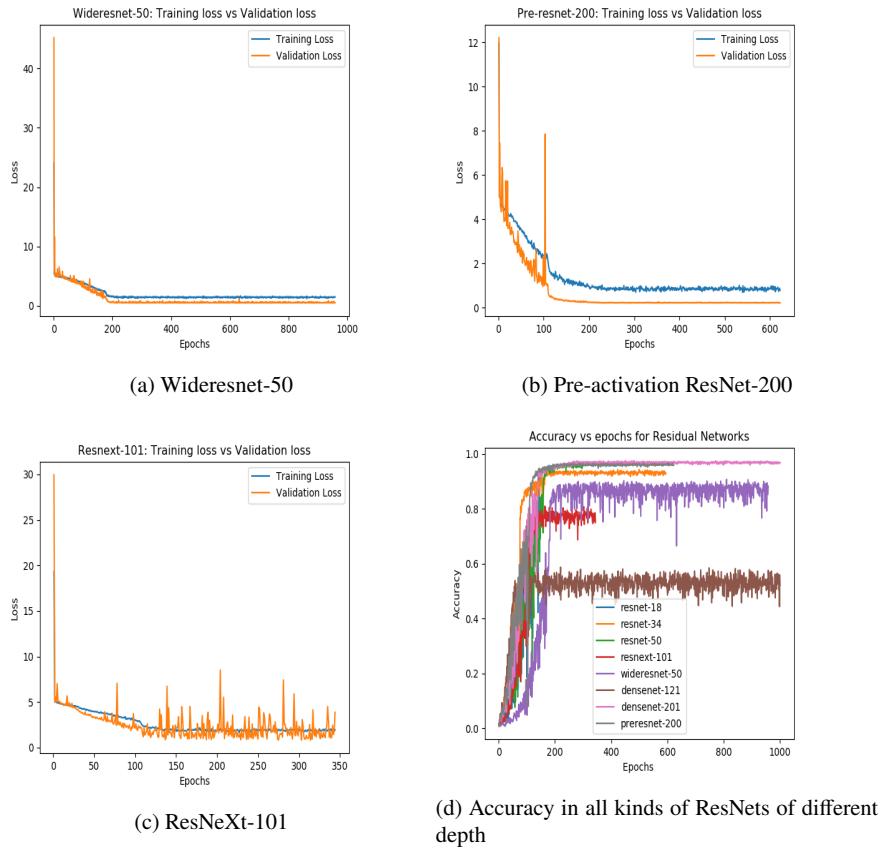 Wideresnet-50: Training loss vs Validation loss
Training Loss
Validation Loss
Loss
40
30
20
10
0
0 200 400 600 800 1000
Epochs
(a) Wideresnet-50
Pre-resnet-200: Training loss vs Validation loss
Training Loss
Validation Loss
Loss
12
10
8
6
4
2
0
0 100 200 300 400 500 600
Epochs
(b) Pre-activation ResNet-200
Resnext-101: Training loss vs Validation loss
Training Loss
Validation Loss
Loss
30
25
20
15
10
5
0
0 50 100 150 200 250 300 350
Epochs
(c) ResNeXt-101
Accuracy vs epochs for Residual Networks
Accuracy
1.0
0.8
0.6
0.4
0.2
0.0
resnet-18
resnet-34
resnet-50
resnext-101
wideresnet-50
densenet-121
densenet-201
preresnet-200
0 200 400 600 800 1000
Epochs
(d) Accuracy in all kinds of ResNets of different
depth